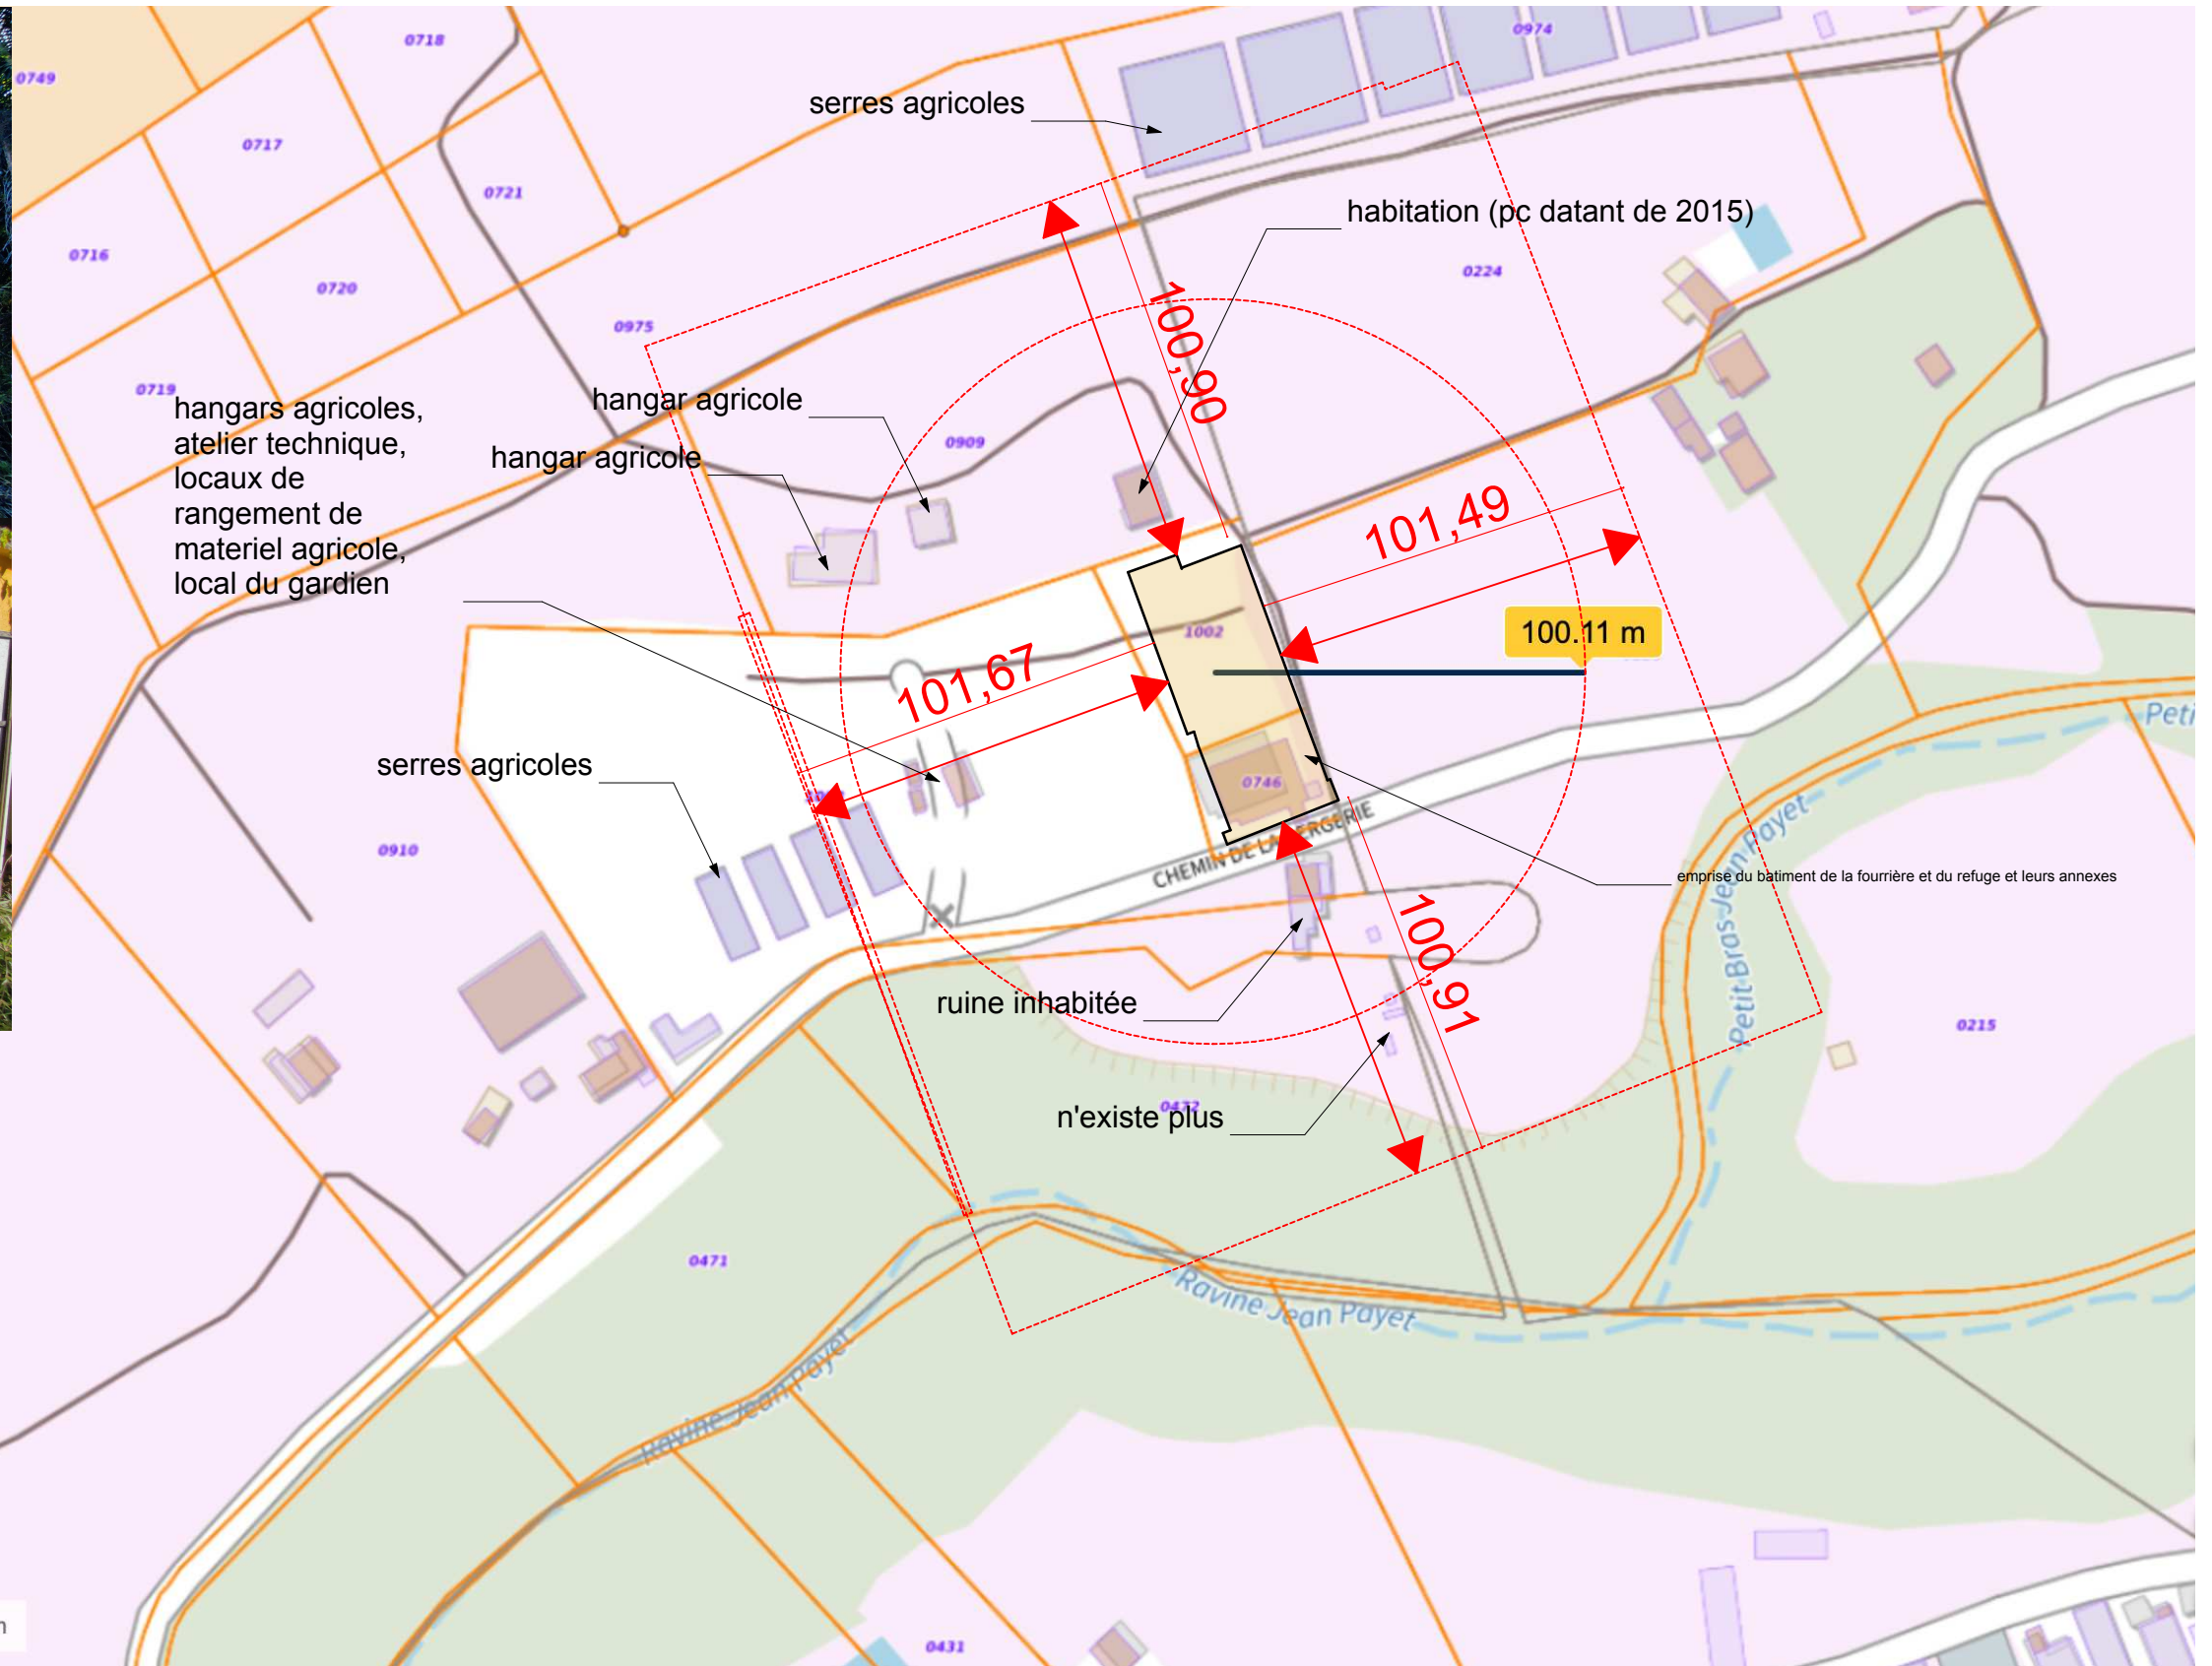 0718
0974
0749
serres agricoles
0717
0721
habitation (pc datant de 2015)
0716
0224
0720
0975
100,90
0719
hangars agricoles,
atelier technique,
locaux de
rangement de
materiel agricole,
local du gardien
hangar agricole
0909
hangar agricole
101,49
1002
100.11 m
101,67
Peti
serres agricoles
0746
CHEMIN DE LA BERGERIE
0910
emprise du batiment de la fourrière et du refuge et leurs annexes
Petit Bras Jean Payet
100,91
ruine inhabitée
0215
0472
n'existe plus
0471
Ravine Jean Payet
Ravine Jean Payet
0431